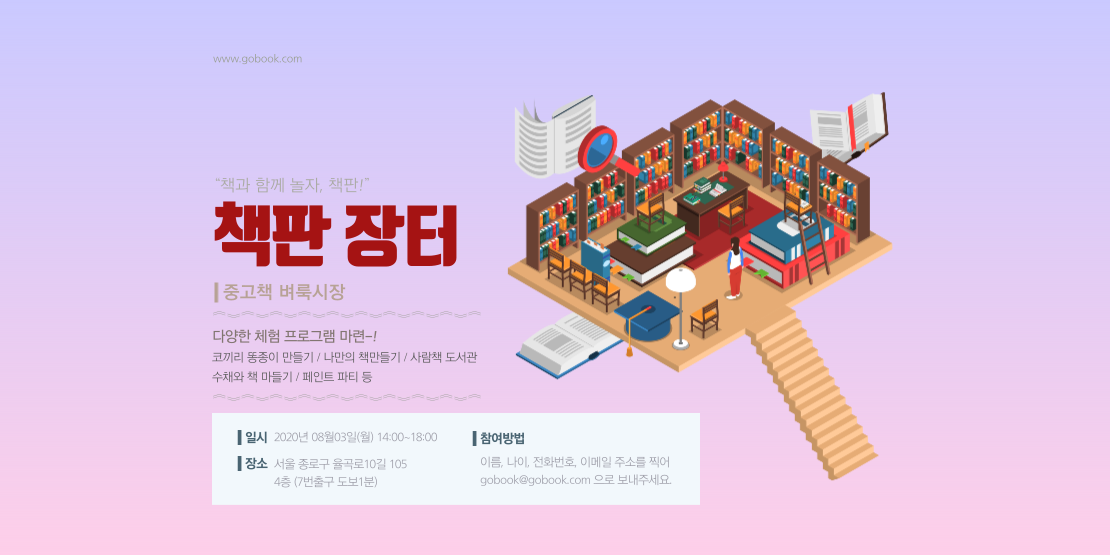 www.gobook.com
“책과 함께 놀자, 책판!”
책판 장터
중고책 벼룩시장
다양한 체험 프로그램 마련~!
코끼리 똥종이 만들기 / 나만의 책만들기 / 사람책 도서관
수채와 책 마들기 / 페인트 파티 등
일시 2020년 08월03일(월) 14:00~18:00
장소 서울 종로구 율곡로10길 105
4층 (7번출구 도보1분)
참여방법
이름, 나이, 전화번호, 이메일 주소를 찍어
gobook@gobook.com 으로 보내주세요.